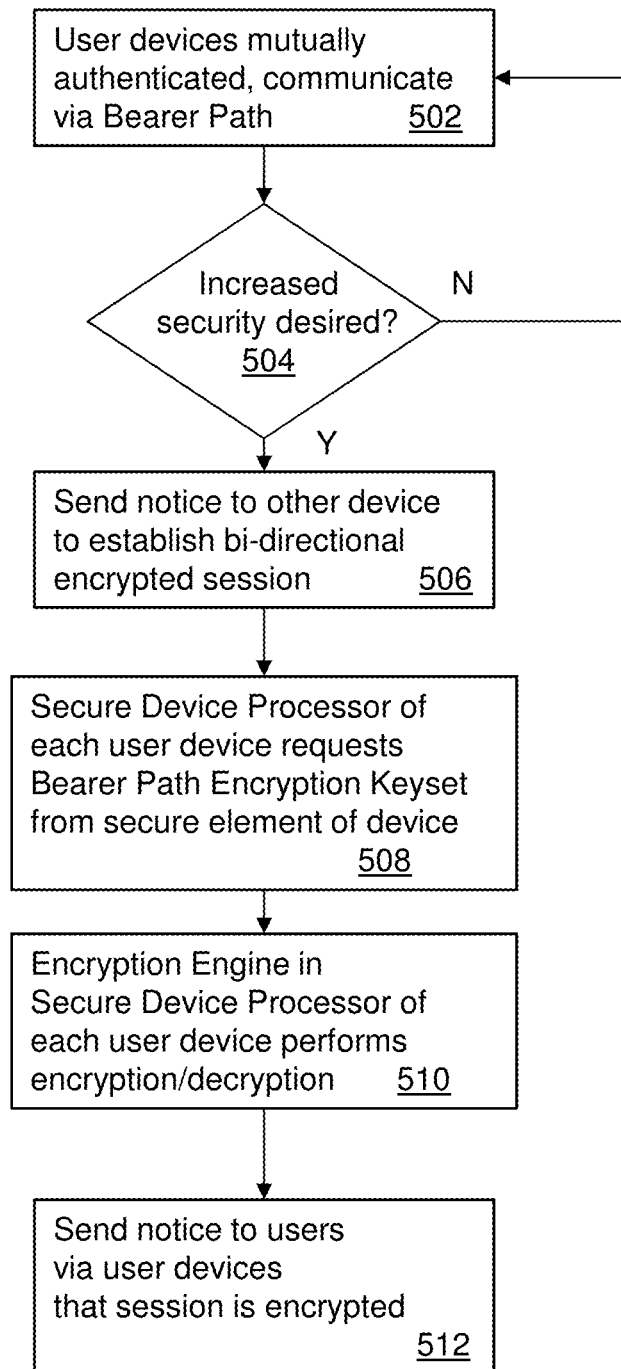 User devices mutually
authenticated, communicate
via Bearer Path 502
Increased
security desired?
504
N
Y
Send notice to other device
to establish bi-directional
encrypted session 506
Secure Device Processor of
each user device requests
Bearer Path Encryption Keyset
from secure element of device
508
Encryption Engine in
Secure Device Processor of
each user device performs
encryption/decryption 510
Send notice to users
via user devices
that session is encrypted
512